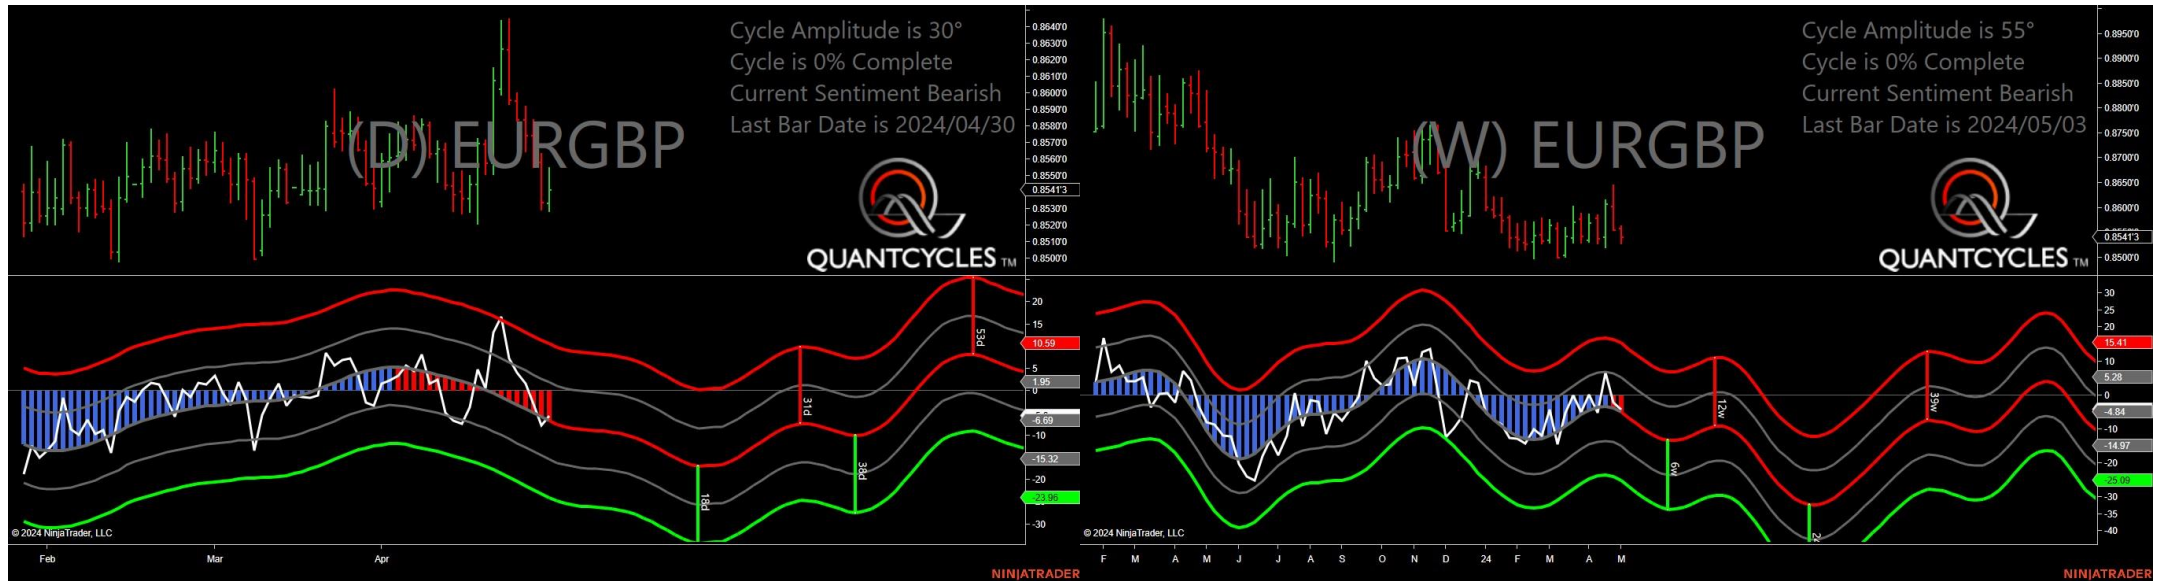 Cycle Amplitude is 30°
Cycle is 0% Complete
Current Sentiment Bearish
Last Bar Date is 2024/04/30
(D) EURGBP
QUANTCYCLES TM
0.8640'0
0.8630'0
0.8620'0
0.8610'0
0.8600'0
0.8590'0
0.8580'0
0.8570'0
0.8560'0
0.8550'0
0.8541'3
0.8530'0
0.8520'0
0.8510'0
0.8500'0
20
15
10.59
5
1.95
0
-6.69
-10
-15.32
-20
-23.96
-30
18d
31d
38d
53d
© 2024 NinjaTrader, LLC
Feb Mar Apr
NINJATRADER
Cycle Amplitude is 55°
Cycle is 0% Complete
Current Sentiment Bearish
Last Bar Date is 2024/05/03
(W) EURGBP
QUANTCYCLES TM
0.8950'0
0.8900'0
0.8850'0
0.8800'0
0.8750'0
0.8700'0
0.8650'0
0.8600'0
0.8541'3
0.8500'0
30
25
20
15.41
10
5.28
0
-4.84
-10
-14.97
-20
-25.09
-30
-35
-40
6w
12w
39w
© 2024 NinjaTrader, LLC
F M A M J J A S O N D 24 F M A M
NINJATRADER